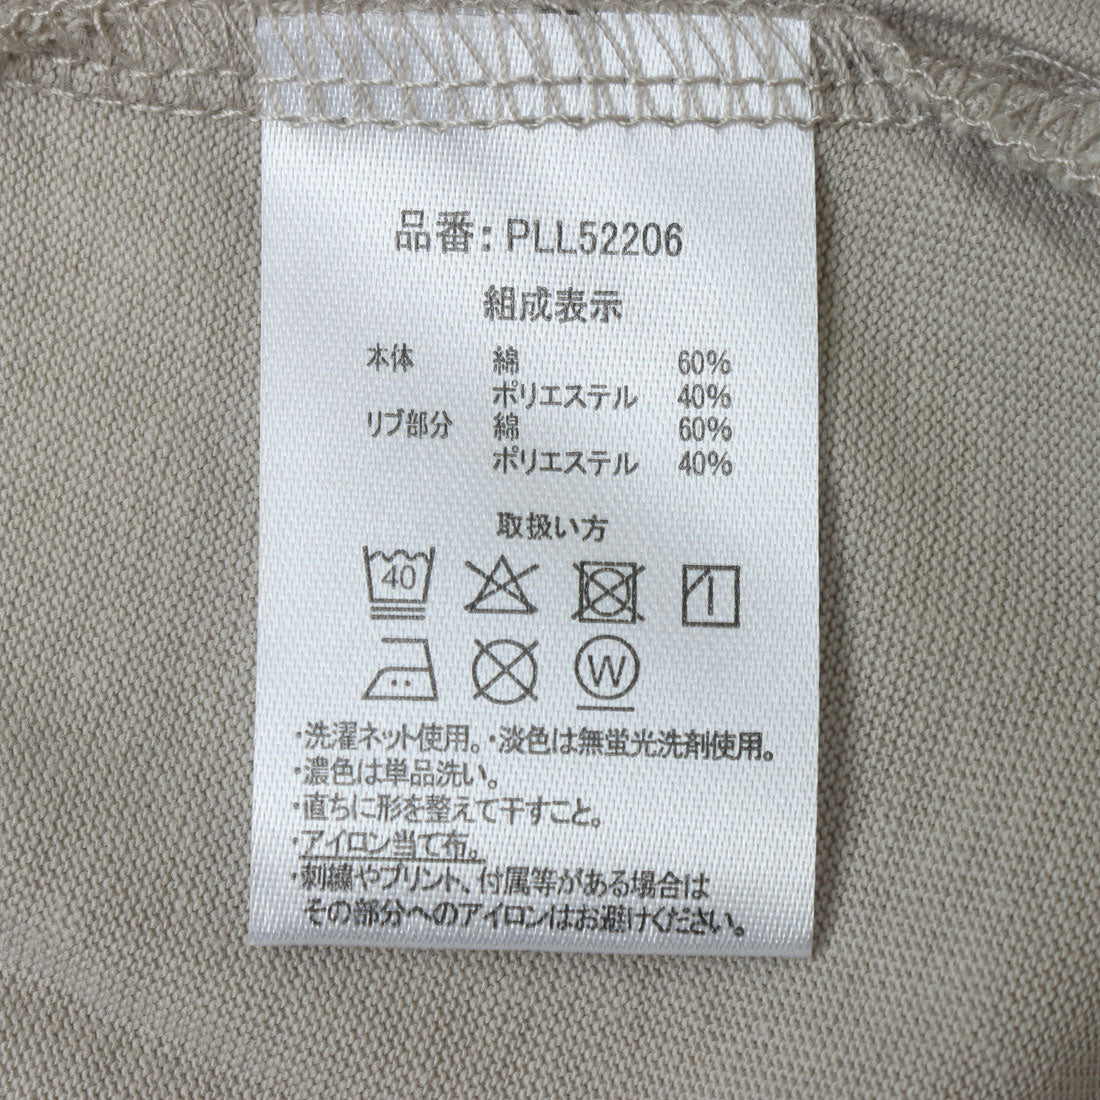 品番: PLL52206
組成表示
本体 綿 60%
ポリエステル 40%
リブ部分 綿 60%
ポリエステル 40%
取扱い方
40
W
・洗濯ネット使用。・淡色は無蛍光洗剤使用。
・濃色は単品洗い。
・直ちに形を整えて干すこと。
・アイロン当て布。
・刺繍やプリント、付属等がある場合は
その部分へのアイロンはお避けください。